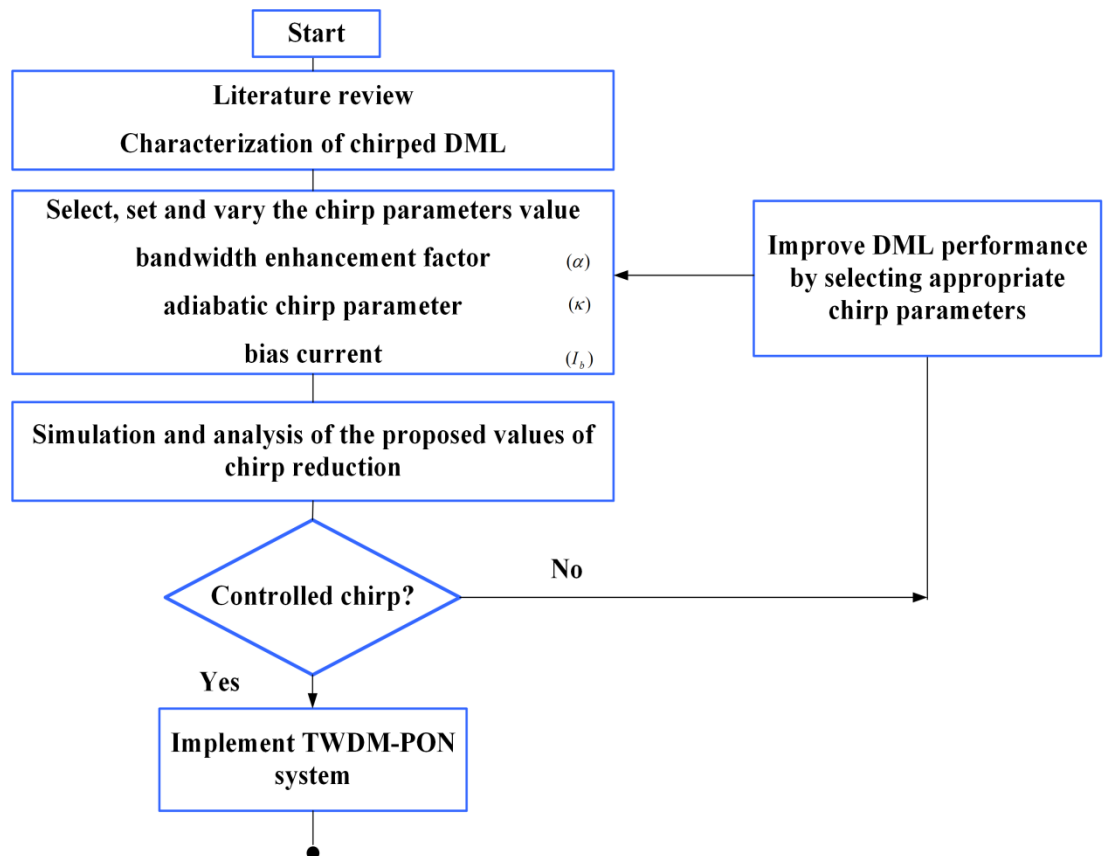 Start
Literature review
Characterization of chirped DML
Select, set and vary the chirp parameters value
bandwidth enhancement factor (α)
adiabatic chirp parameter (κ)
bias current (I_b)
Improve DML performance
by selecting appropriate
chirp parameters
Simulation and analysis of the proposed values of
chirp reduction
Controlled chirp?
No
Yes
Implement TWDM-PON
system